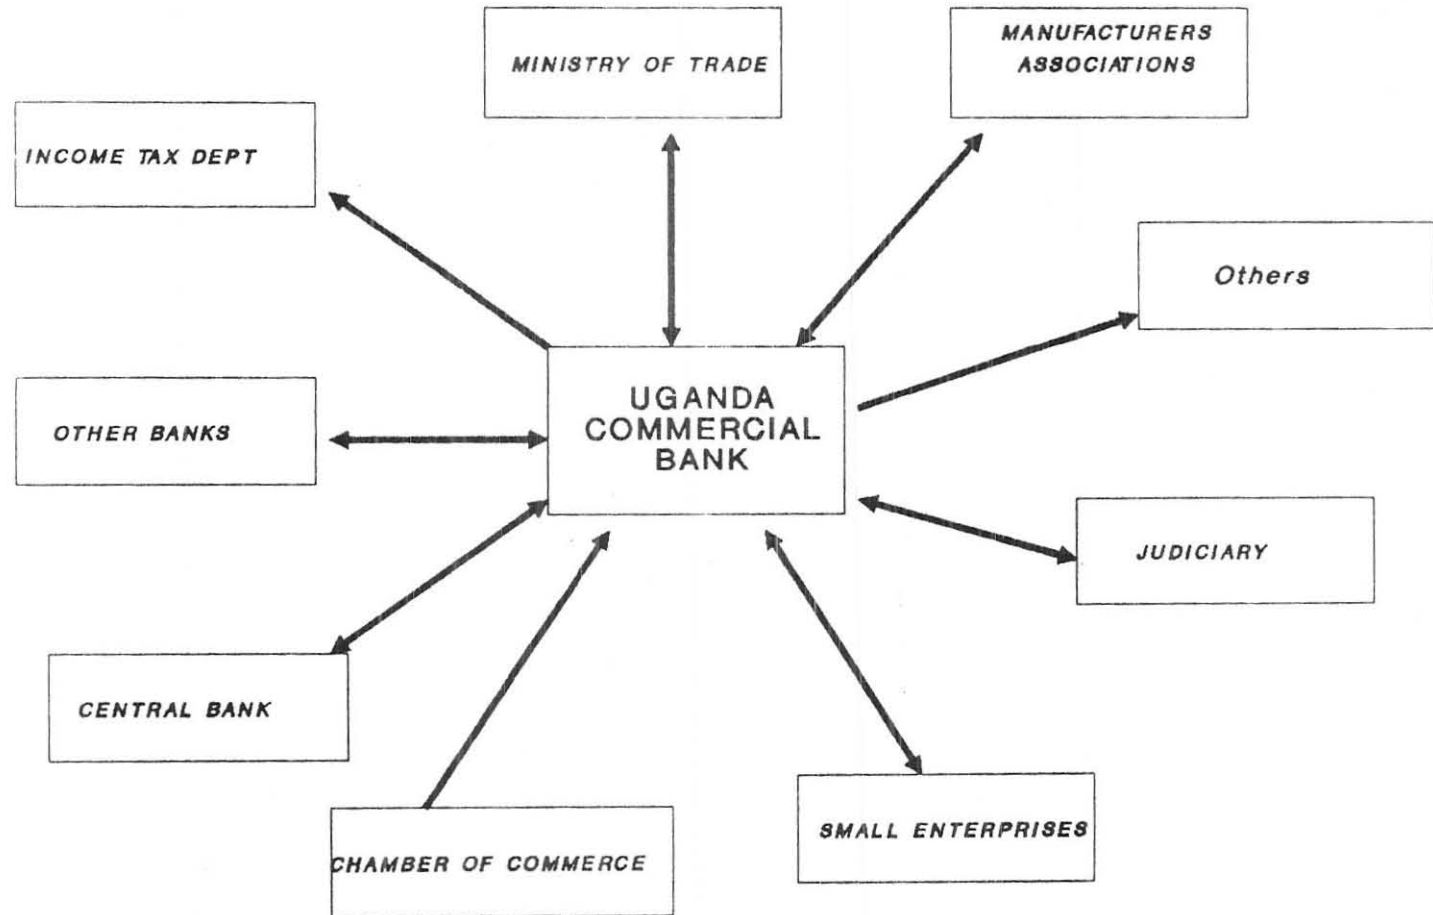 MINISTRY OF TRADE
MANUFACTURERS
ASSOCIATIONS
INCOME TAX DEPT
Others
UGANDA
COMMERCIAL
BANK
OTHER BANKS
JUDICIARY
CENTRAL BANK
SMALL ENTERPRISES
CHAMBER OF COMMERCE